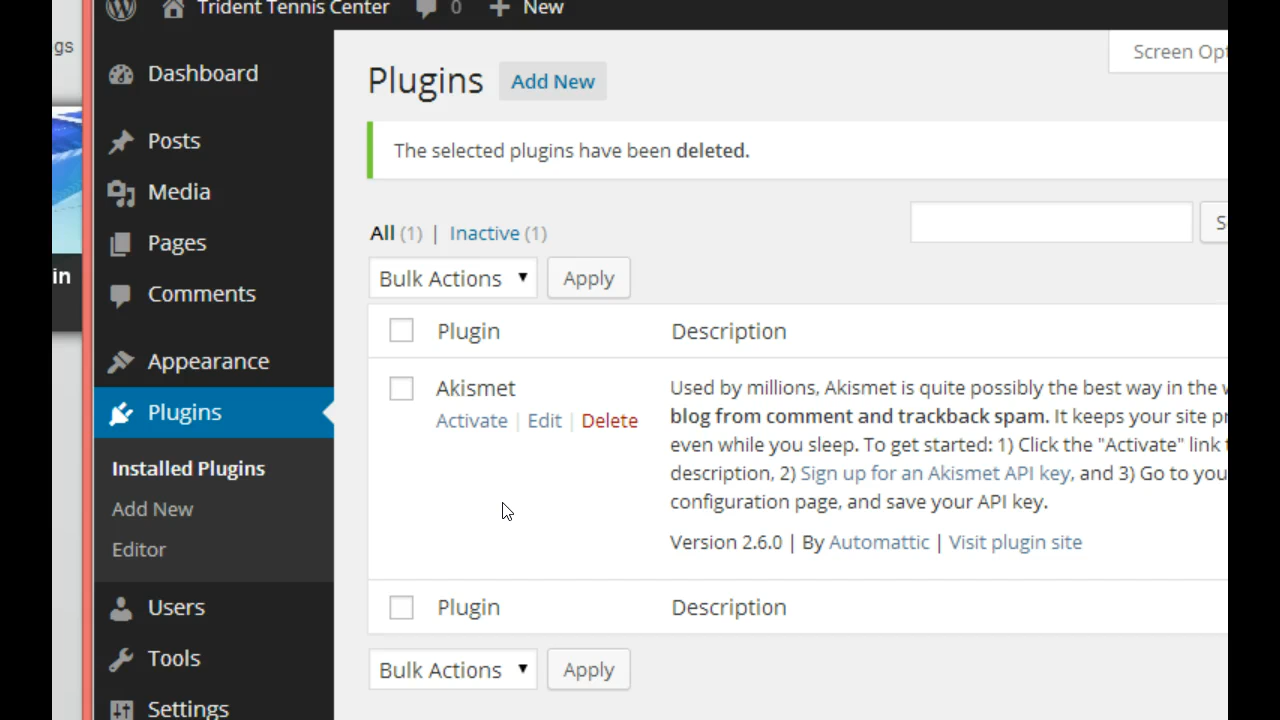 Trident Tennis Center 0 + New
gs
in
Dashboard
Posts
Media
Pages
Comments
Appearance
Plugins
Installed Plugins
Add New
Editor
Users
Tools
Settings
Screen Opt
Plugins Add New
The selected plugins have been deleted.
All (1) | Inactive (1)
S
Bulk Actions Apply
Plugin Description
Akismet
Activate | Edit | Delete
Used by millions, Akismet is quite possibly the best way in the w
blog from comment and trackback spam. It keeps your site pr
even while you sleep. To get started: 1) Click the "Activate" link t
description, 2) Sign up for an Akismet API key, and 3) Go to you
configuration page, and save your API key.
Version 2.6.0 | By Automattic | Visit plugin site
Plugin Description
Bulk Actions Apply